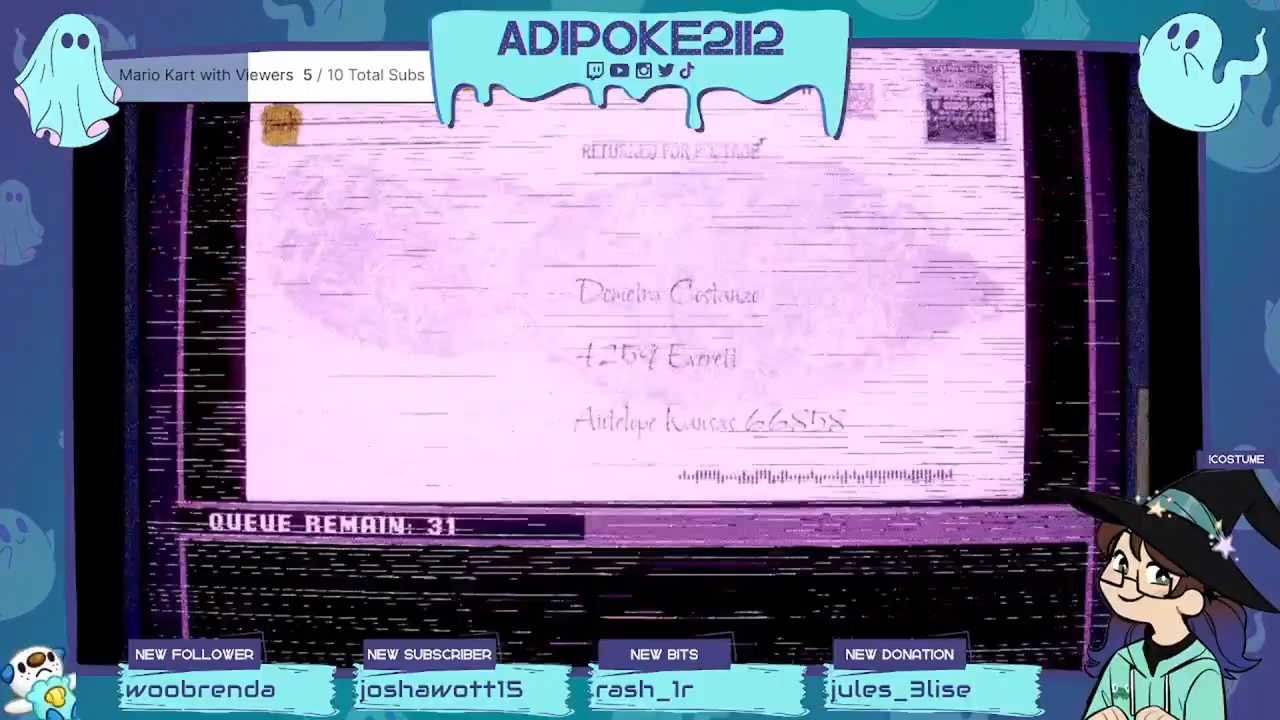 ADIPOKE2112
Mario Kart with Viewers 5 / 10 Total Subs
RETURNED FOR POSTAGE
Demetra Costanzo
4259 Everett
Antelope Kansas 66858
QUEUE REMAIN: 31
!COSTUME
NEW FOLLOWER
woobrenda
NEW SUBSCRIBER
joshawott15
NEW BITS
rash_1r
NEW DONATION
jules_3lise